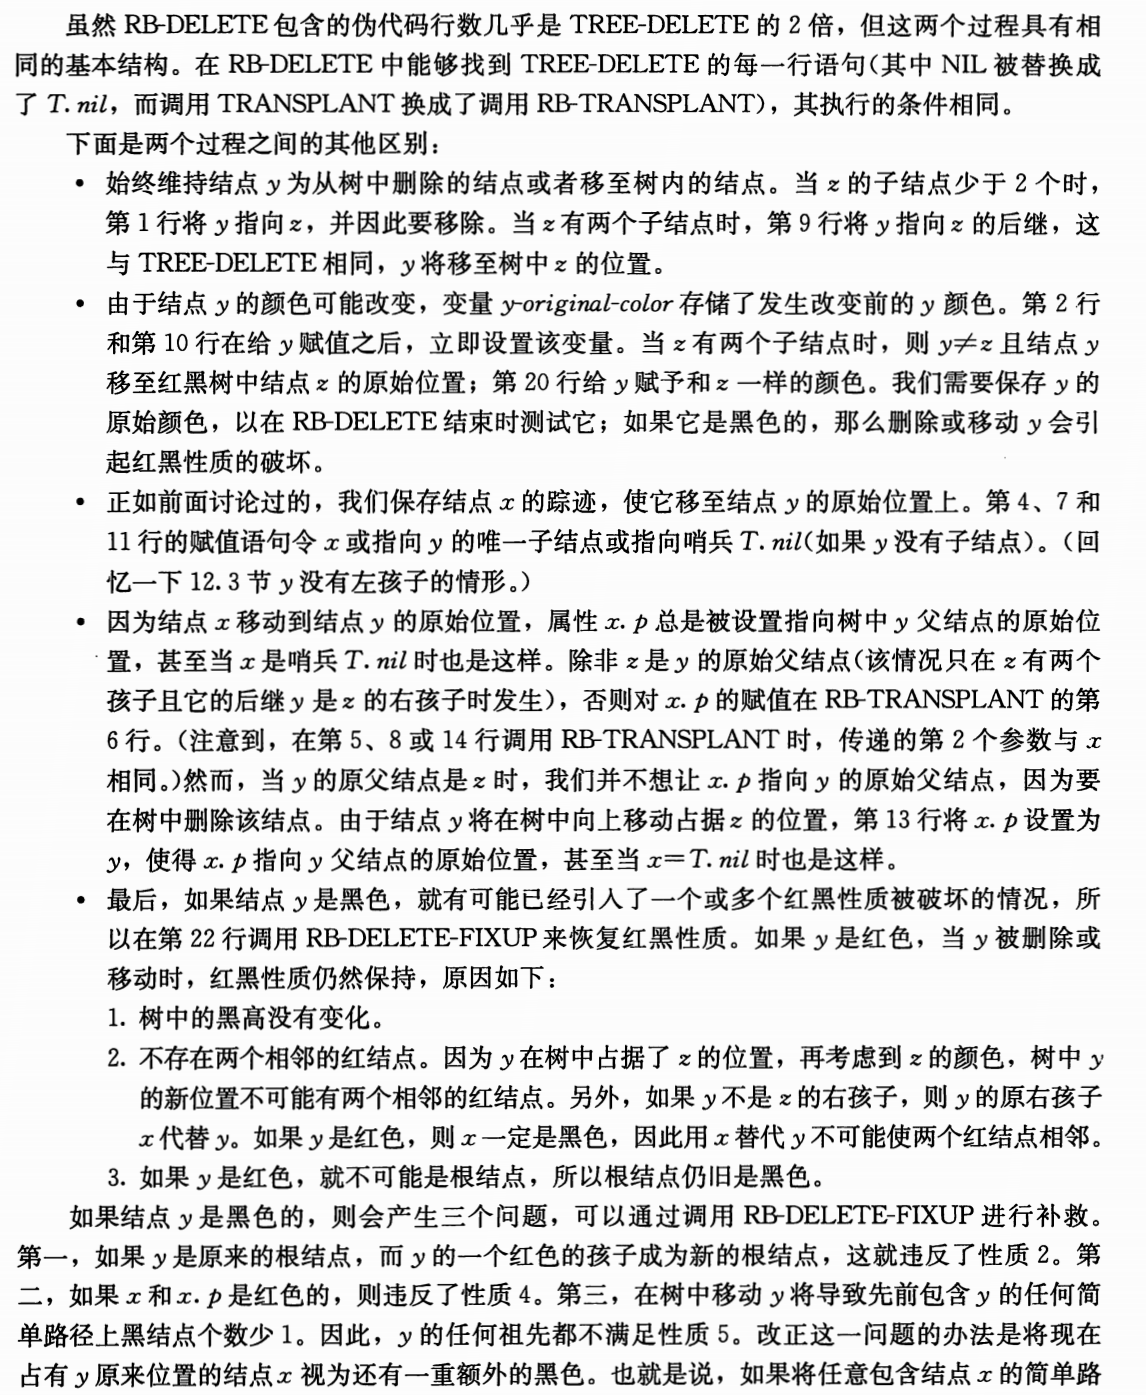 虽然 RB-DELETE 包含的伪代码行数几乎是 TREE-DELETE 的 2 倍，但这两个过程具有相
同的基本结构。在 RB-DELETE 中能够找到 TREE-DELETE 的每一行语句(其中 NIL 被替换成
了 T.nil，而调用 TRANSPLANT 换成了调用 RB-TRANSPLANT)，其执行的条件相同。
下面是两个过程之间的其他区别：
• 始终维持结点 y 为从树中删除的结点或者移至树内的结点。当 z 的子结点少于 2 个时，
第 1 行将 y 指向 z，并因此要移除。当 z 有两个子结点时，第 9 行将 y 指向 z 的后继，这
与 TREE-DELETE 相同，y 将移至树中 z 的位置。
• 由于结点 y 的颜色可能改变，变量 y-original-color 存储了发生改变前的 y 颜色。第 2 行
和第 10 行在给 y 赋值之后，立即设置该变量。当 z 有两个子结点时，则 y≠z 且结点 y
移至红黑树中结点 z 的原始位置；第 20 行给 y 赋予和 z 一样的颜色。我们需要保存 y 的
原始颜色，以在 RB-DELETE 结束时测试它；如果它是黑色的，那么删除或移动 y 会引
起红黑性质的破坏。
• 正如前面讨论过的，我们保存结点 x 的踪迹，使它移至结点 y 的原始位置上。第 4、7 和
11 行的赋值语句令 x 或指向 y 的唯一子结点或指向哨兵 T.nil(如果 y 没有子结点)。(回
忆一下 12.3 节 y 没有左孩子的情形。)
• 因为结点 x 移动到结点 y 的原始位置，属性 x.p 总是被设置指向树中 y 父结点的原始位
置，甚至当 x 是哨兵 T.nil 时也是这样。除非 z 是 y 的原始父结点(该情况只在 z 有两个
孩子且它的后继 y 是 z 的右孩子时发生)，否则对 x.p 的赋值在 RB-TRANSPLANT 的第
6 行。(注意到，在第 5、8 或 14 行调用 RB-TRANSPLANT 时，传递的第 2 个参数与 x
相同。)然而，当 y 的原父结点是 z 时，我们并不想让 x.p 指向 y 的原始父结点，因为要
在树中删除该结点。由于结点 y 将在树中向上移动占据 z 的位置，第 13 行将 x.p 设置为
y，使得 x.p 指向 y 父结点的原始位置，甚至当 x=T.nil 时也是这样。
• 最后，如果结点 y 是黑色，就有可能已经引入了一个或多个红黑性质被破坏的情况，所
以在第 22 行调用 RB-DELETE-FIXUP 来恢复红黑性质。如果 y 是红色，当 y 被删除或
移动时，红黑性质仍然保持，原因如下：
1. 树中的黑高没有变化。
2. 不存在两个相邻的红结点。因为 y 在树中占据了 z 的位置，再考虑到 z 的颜色，树中 y
的新位置不可能有两个相邻的红结点。另外，如果 y 不是 z 的右孩子，则 y 的原右孩子
x 代替 y。如果 y 是红色，则 x 一定是黑色，因此用 x 替代 y 不可能使两个红结点相邻。
3. 如果 y 是红色，就不可能是根结点，所以根结点仍旧是黑色。
如果结点 y 是黑色的，则会产生三个问题，可以通过调用 RB-DELETE-FIXUP 进行补救。
第一，如果 y 是原来的根结点，而 y 的一个红色的孩子成为新的根结点，这就违反了性质 2。第
二，如果 x 和 x.p 是红色的，则违反了性质 4。第三，在树中移动 y 将导致先前包含 y 的任何简
单路径上黑结点个数少 1。因此，y 的任何祖先都不满足性质 5。改正这一问题的办法是将现在
占有 y 原来位置的结点 x 视为还有一重额外的黑色。也就是说，如果将任意包含结点 x 的简单路